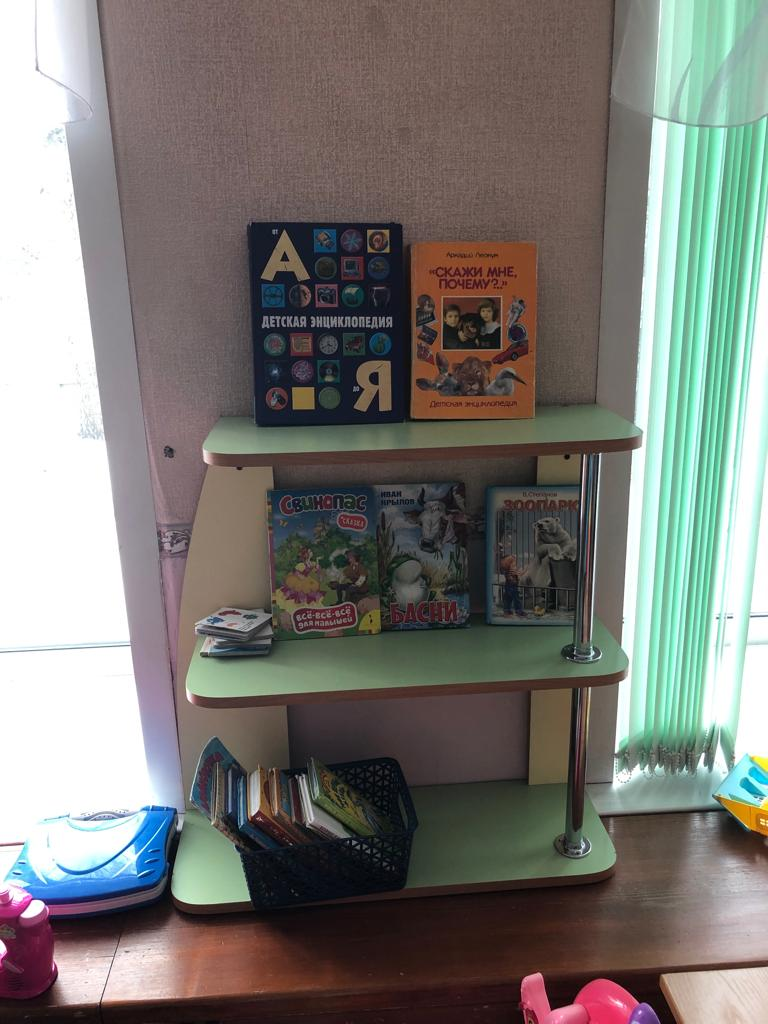 от
А
ДЕТСКАЯ ЭНЦИКЛОПЕДИЯ
до
Я
Аркадий Леокум
«СКАЖИ МНЕ,
ПОЧЕМУ?..»
Детская энциклопедия
Свинопас
СКАЗКА
ВСЁ-ВСЁ-ВСЁ
для малышей
ИВАН
КРЫЛОВ
БАСНИ
В.Степанов
ЗООПАРК